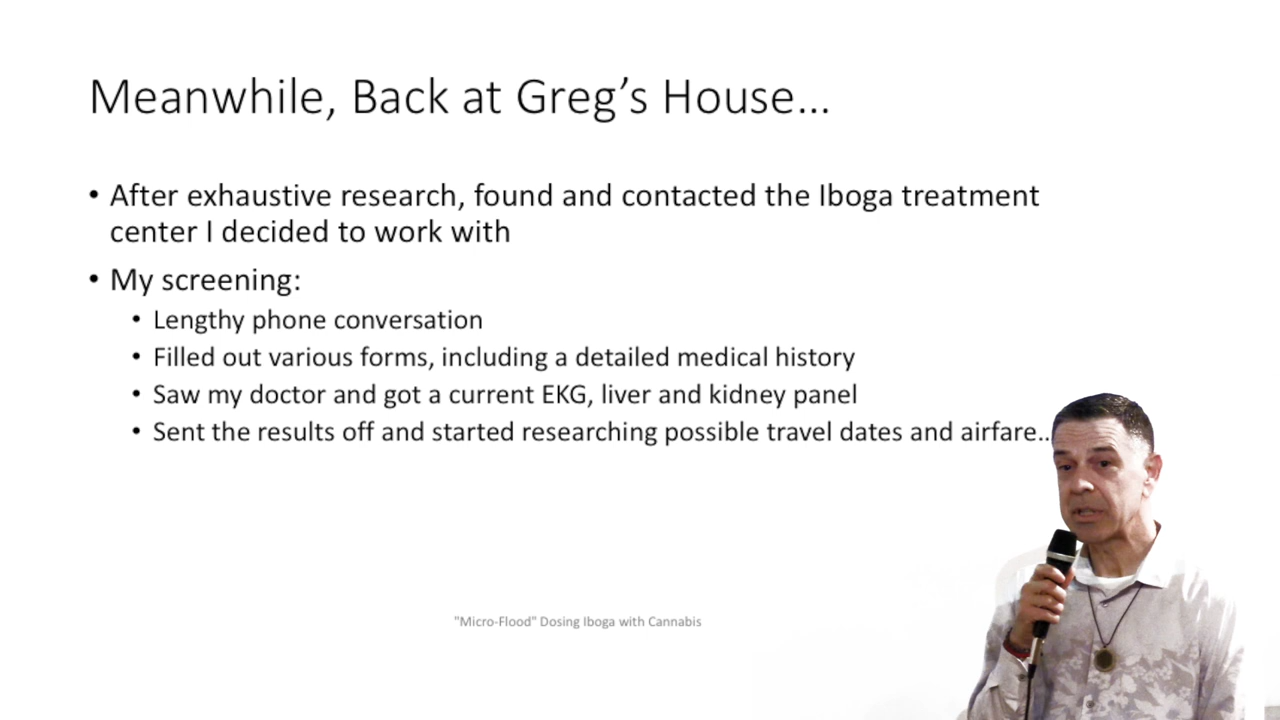 Meanwhile, Back at Greg’s House…
• After exhaustive research, found and contacted the Iboga treatment
center I decided to work with
• My screening:
• Lengthy phone conversation
• Filled out various forms, including a detailed medical history
• Saw my doctor and got a current EKG, liver and kidney panel
• Sent the results off and started researching possible travel dates and airfare…
"Micro-Flood" Dosing Iboga with Cannabis